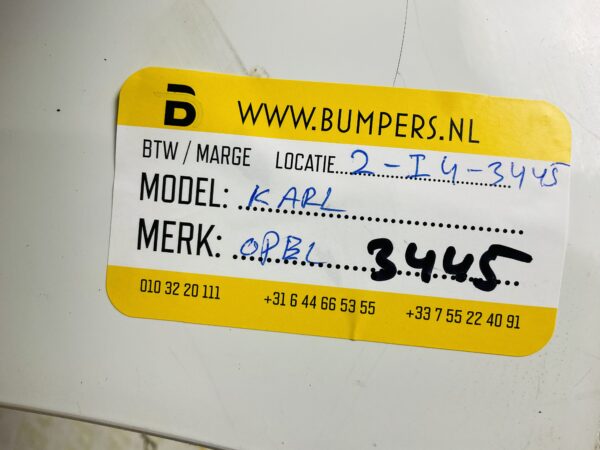 B WWW.BUMPERS.NL
BTW / MARGE LOCATIE 2-I4-3445
MODEL: KARL
MERK: OPEL 3445
010 32 20 111 +31 6 44 66 53 55 +33 7 55 22 40 91